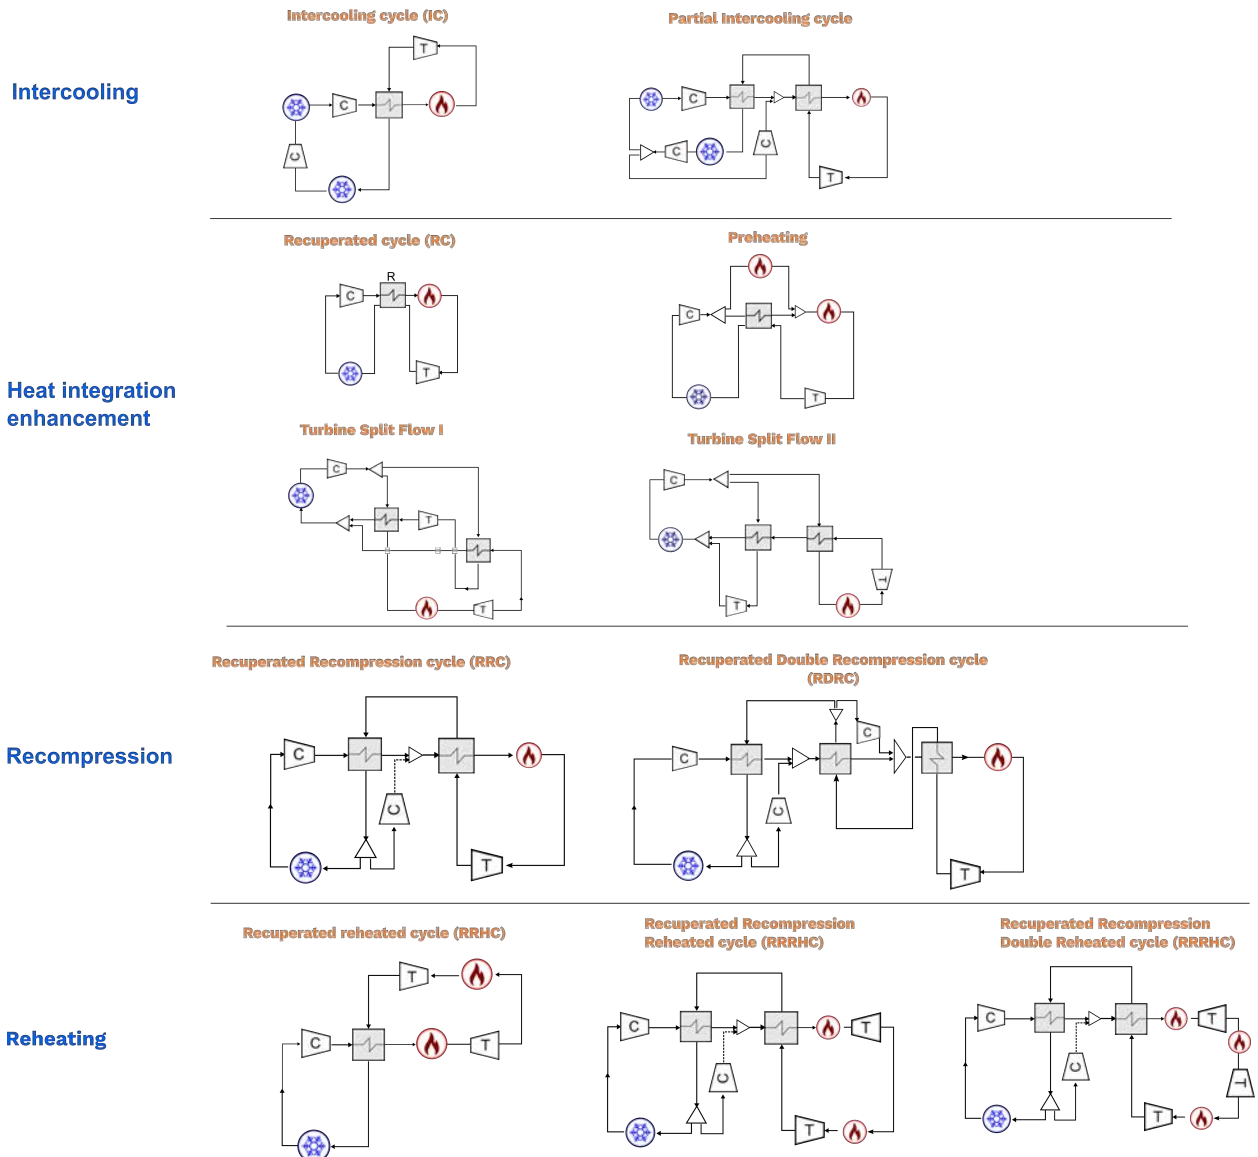 Intercooling cycle (IC)
Partial Intercooling cycle
Intercooling
T
C
C
C
C
C
T
Recuperated cycle (RC)
Preheating
R
C
T
C
T
Heat integration
enhancement
Turbine Split Flow I
Turbine Split Flow II
C
T
T
C
T
T
Recuperated Recompression cycle (RRC)
Recuperated Double Recompression cycle
(RDRC)
Recompression
C
C
T
C
C
C
T
Recuperated reheated cycle (RRHC)
Recuperated Recompression
Reheated cycle (RRRHC)
Recuperated Recompression
Double Reheated cycle (RRRHC)
Reheating
T
C
T
C
T
C
T
C
T
C
T
T